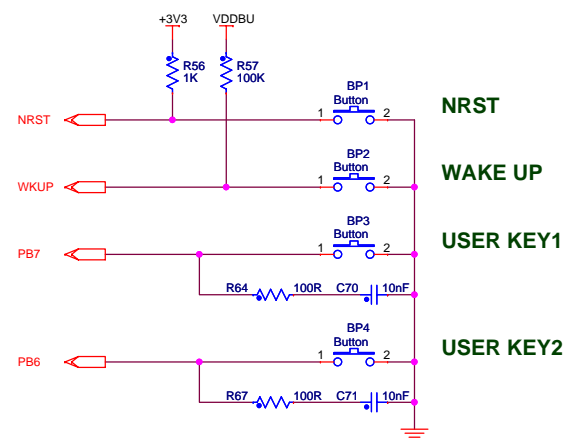 +3V3 VDDBU
R56 R57
1K 100K
BP1
Button
NRST 1 2 NRST
BP2
Button
WKUP 1 2 WAKE UP
BP3
Button
PB7 1 2 USER KEY1
R64 100R C70 10nF
BP4
Button
PB6 1 2 USER KEY2
R67 100R C71 10nF